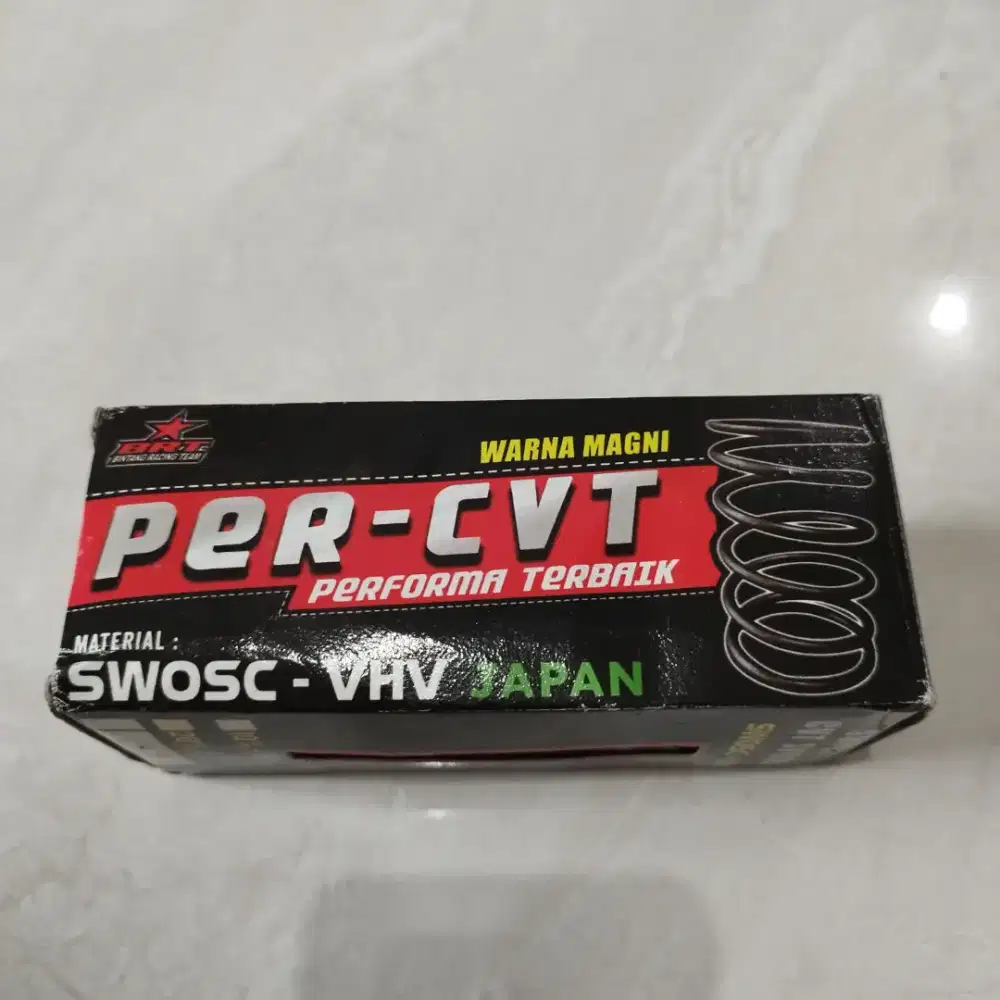 BRT
BINTANG RACING TEAM
WARNA MAGNI
PER-CVT
PERFORMA TERBAIK
MATERIAL :
SWOSC - VHV JAPAN